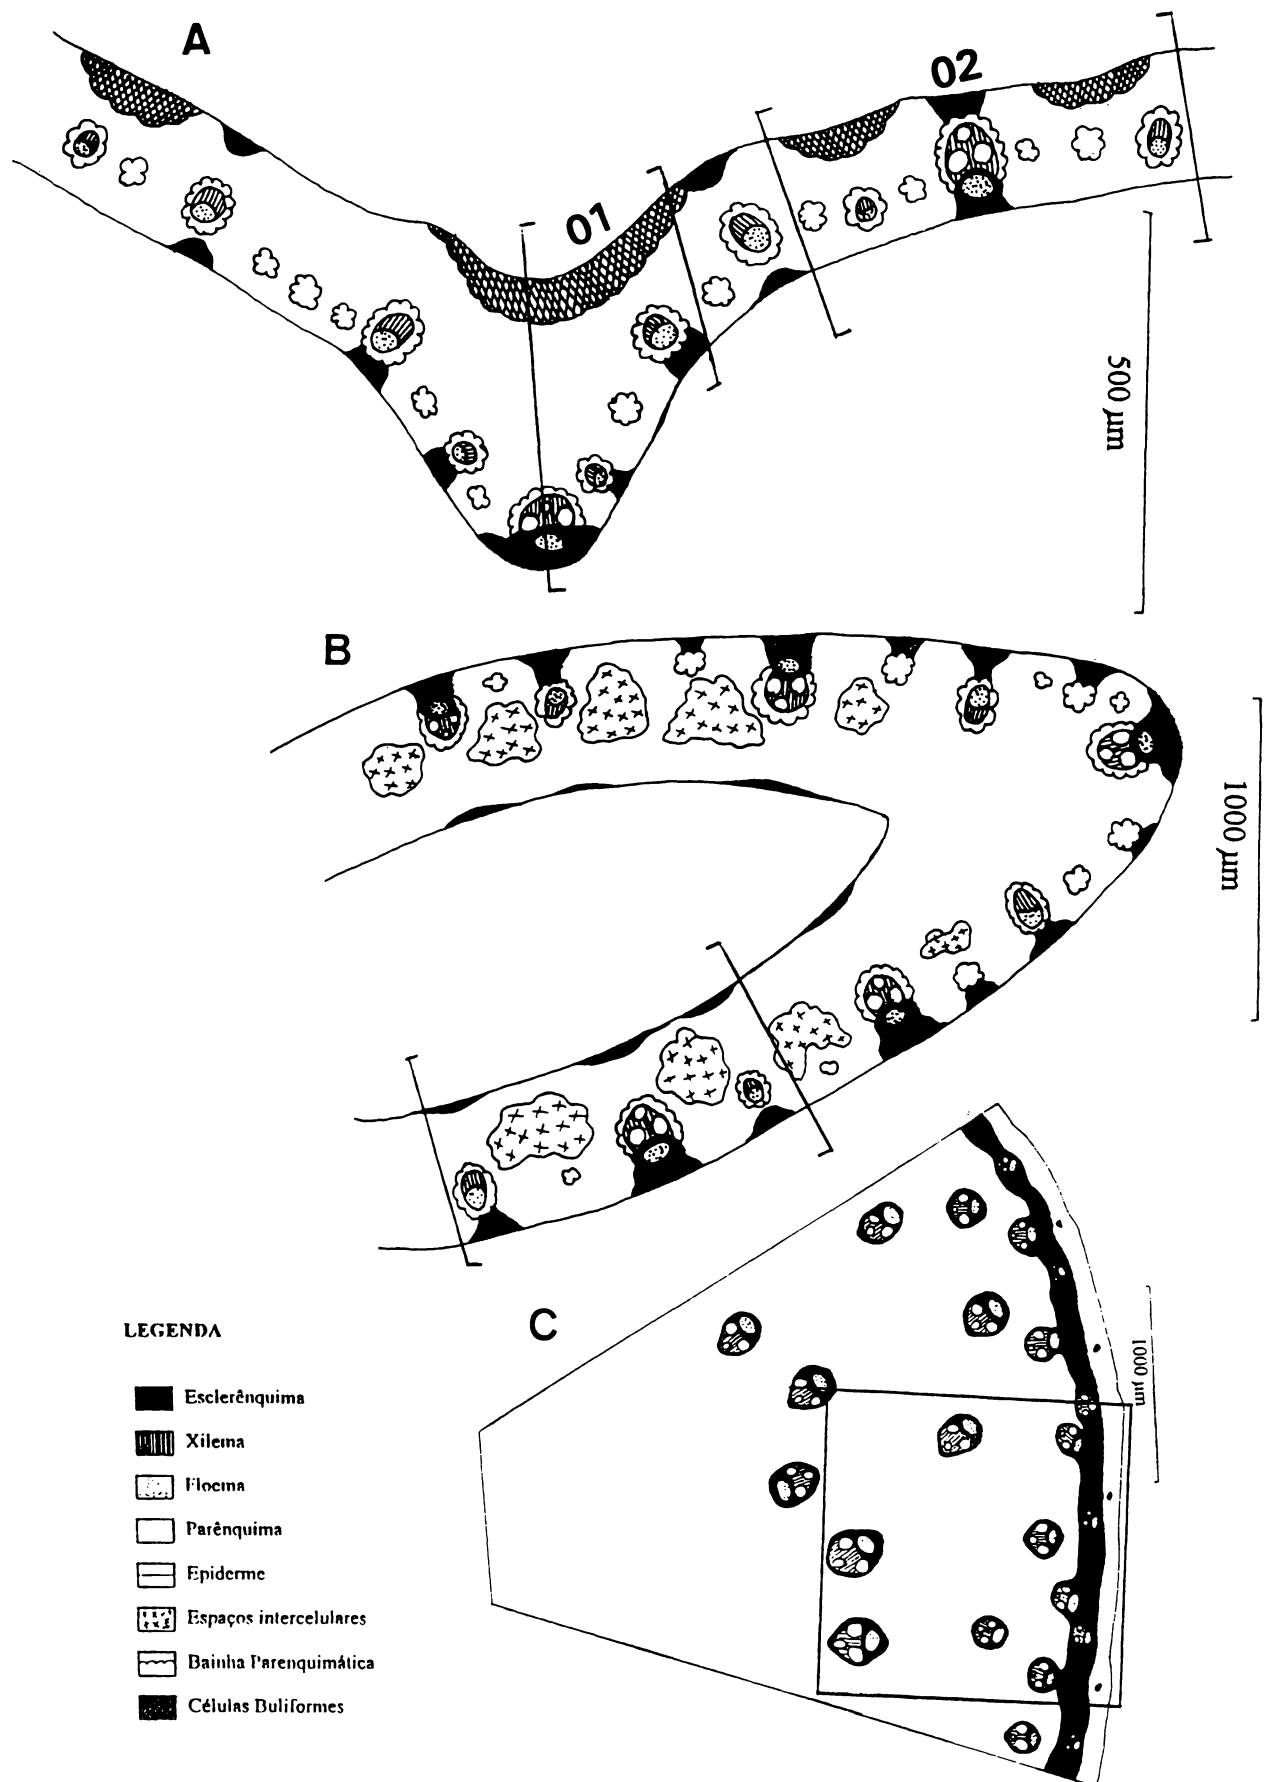 A
02
01
500 µm
B
1000 µm
C
1000 µm
LEGENDA
Esclerênquima
Xilema
Floema
Parênquima
Epiderme
Espaços intercelulares
Bainha Parenquimática
Células Buliformes